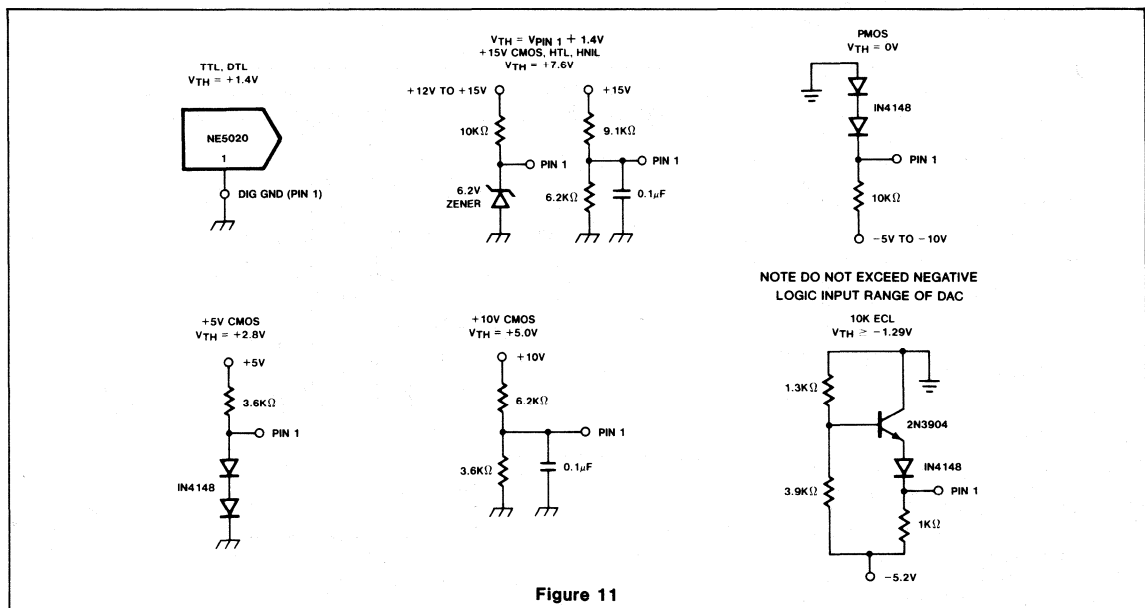 TTL, DTL
VTH = +1.4V
NE5020
1
DIG GND (PIN 1)
VTH = VPIN 1 + 1.4V
+15V CMOS, HTL, HNIL
VTH = +7.6V
+12V TO +15V
10KΩ
PIN 1
6.2V
ZENER
+15V
9.1KΩ
PIN 1
6.2KΩ
0.1μF
PMOS
VTH = 0V
IN4148
PIN 1
10KΩ
−5V TO −10V
NOTE DO NOT EXCEED NEGATIVE
LOGIC INPUT RANGE OF DAC
+5V CMOS
VTH = +2.8V
+5V
3.6KΩ
PIN 1
IN4148
+10V CMOS
VTH = +5.0V
+10V
6.2KΩ
PIN 1
3.6KΩ
0.1μF
10K ECL
VTH ≥ −1.29V
1.3KΩ
2N3904
IN4148
3.9KΩ
PIN 1
1KΩ
−5.2V
Figure 11